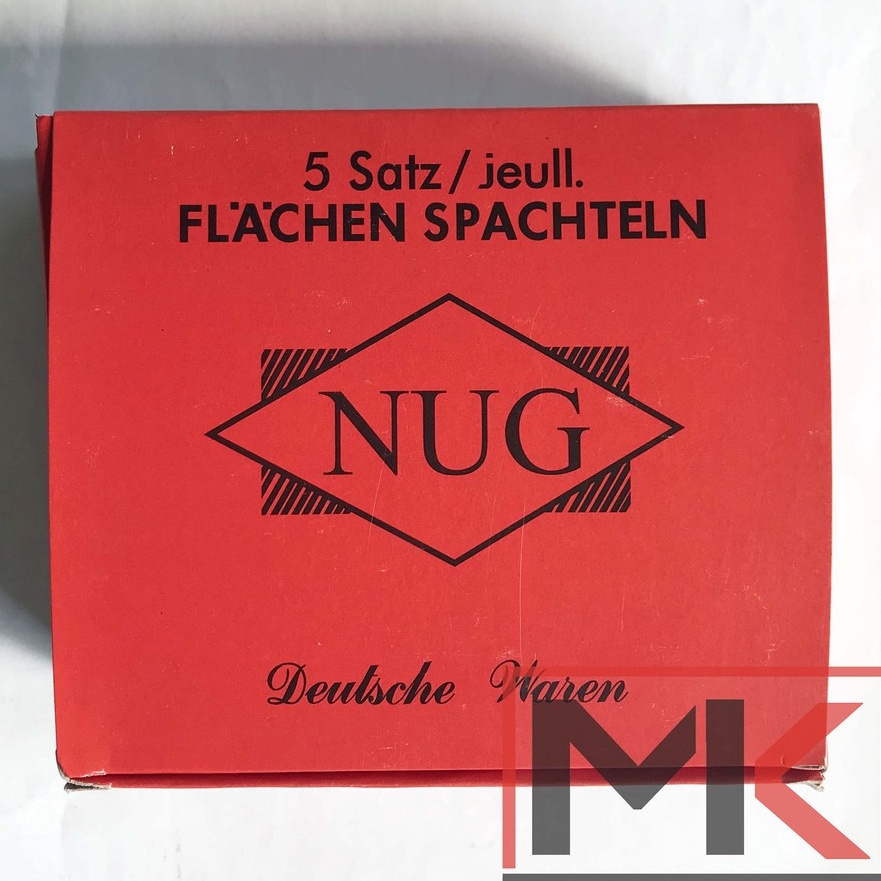 5 Satz / jeull.
FLÄCHEN SPACHTELN
NUG
Deutsche Waren
MK